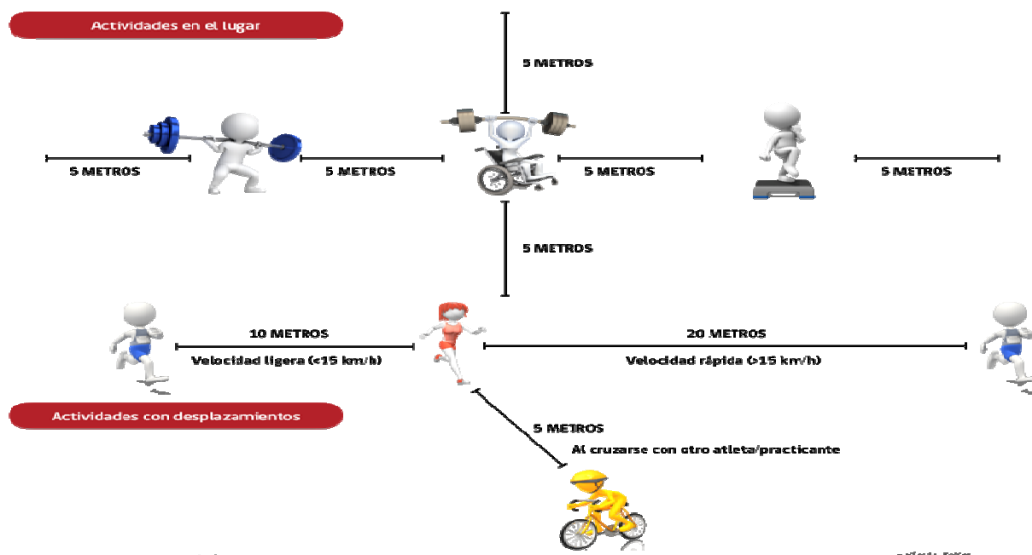 Actividades en el lugar
5 METROS
5 METROS
5 METROS
5 METROS
5 METROS
5 METROS
10 METROS
20 METROS
Velocidad ligera (<15 km/h)
Velocidad rápida (>15 km/h)
Actividades con desplazamientos
5 METROS
Al cruzarse con otro atleta/practicante